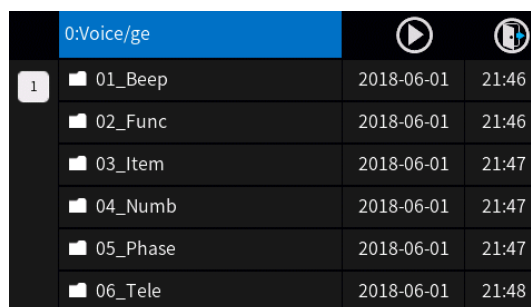 0:Voice/ge
1
01_Beep 2018-06-01 21:46
02_Func 2018-06-01 21:46
03_Item 2018-06-01 21:47
04_Numb 2018-06-01 21:47
05_Phase 2018-06-01 21:47
06_Tele 2018-06-01 21:48